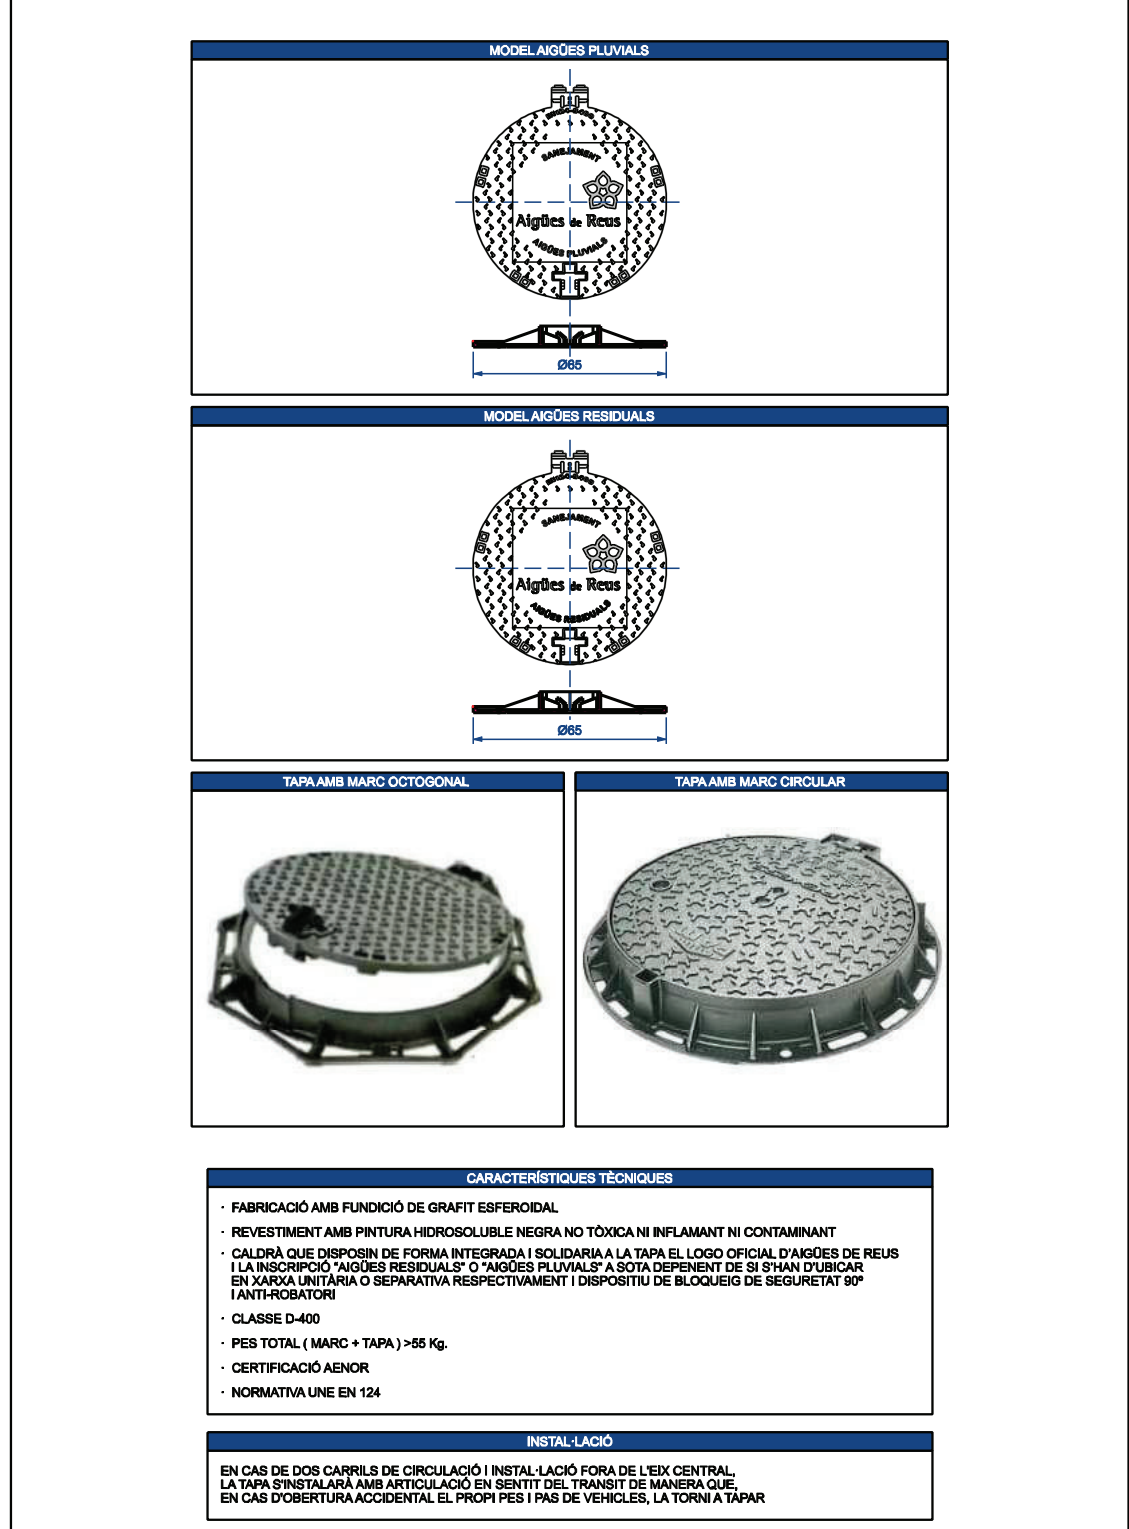 MODEL AIGÜES PLUVIALS
SANEJAMENT
Aigües de Reus
AIGÜES PLUVIALS
Ø65
MODEL AIGÜES RESIDUALS
SANEJAMENT
Aigües de Reus
AIGÜES RESIDUALS
Ø65
TAPA AMB MARC OCTOGONAL
TAPA AMB MARC CIRCULAR
CARACTERÍSTIQUES TÈCNIQUES
· FABRICACIÓ AMB FUNDICIÓ DE GRAFIT ESFEROIDAL
· REVESTIMENT AMB PINTURA HIDROSOLUBLE NEGRA NO TÒXICA NI INFLAMANT NI CONTAMINANT
· CALDRÀ QUE DISPOSIN DE FORMA INTEGRADA I SOLIDARIA A LA TAPA EL LOGO OFICIAL D'AIGÜES DE REUS
I LA INSCRIPCIÓ "AIGÜES RESIDUALS" O "AIGÜES PLUVIALS" A SOTA DEPENENT DE SI S'HAN D'UBICAR
EN XARXA UNITÀRIA O SEPARATIVA RESPECTIVAMENT I DISPOSITIU DE BLOQUEIG DE SEGURETAT 90º
I ANTI-ROBATORI
· CLASSE D-400
· PES TOTAL ( MARC + TAPA ) >55 Kg.
· CERTIFICACIÓ AENOR
· NORMATIVA UNE EN 124
INSTAL·LACIÓ
EN CAS DE DOS CARRILS DE CIRCULACIÓ I INSTAL·LACIÓ FORA DE L'EIX CENTRAL,
LA TAPA S'INSTALARÀ AMB ARTICULACIÓ EN SENTIT DEL TRANSIT DE MANERA QUE,
EN CAS D'OBERTURA ACCIDENTAL EL PROPI PES I PAS DE VEHICLES, LA TORNI A TAPAR